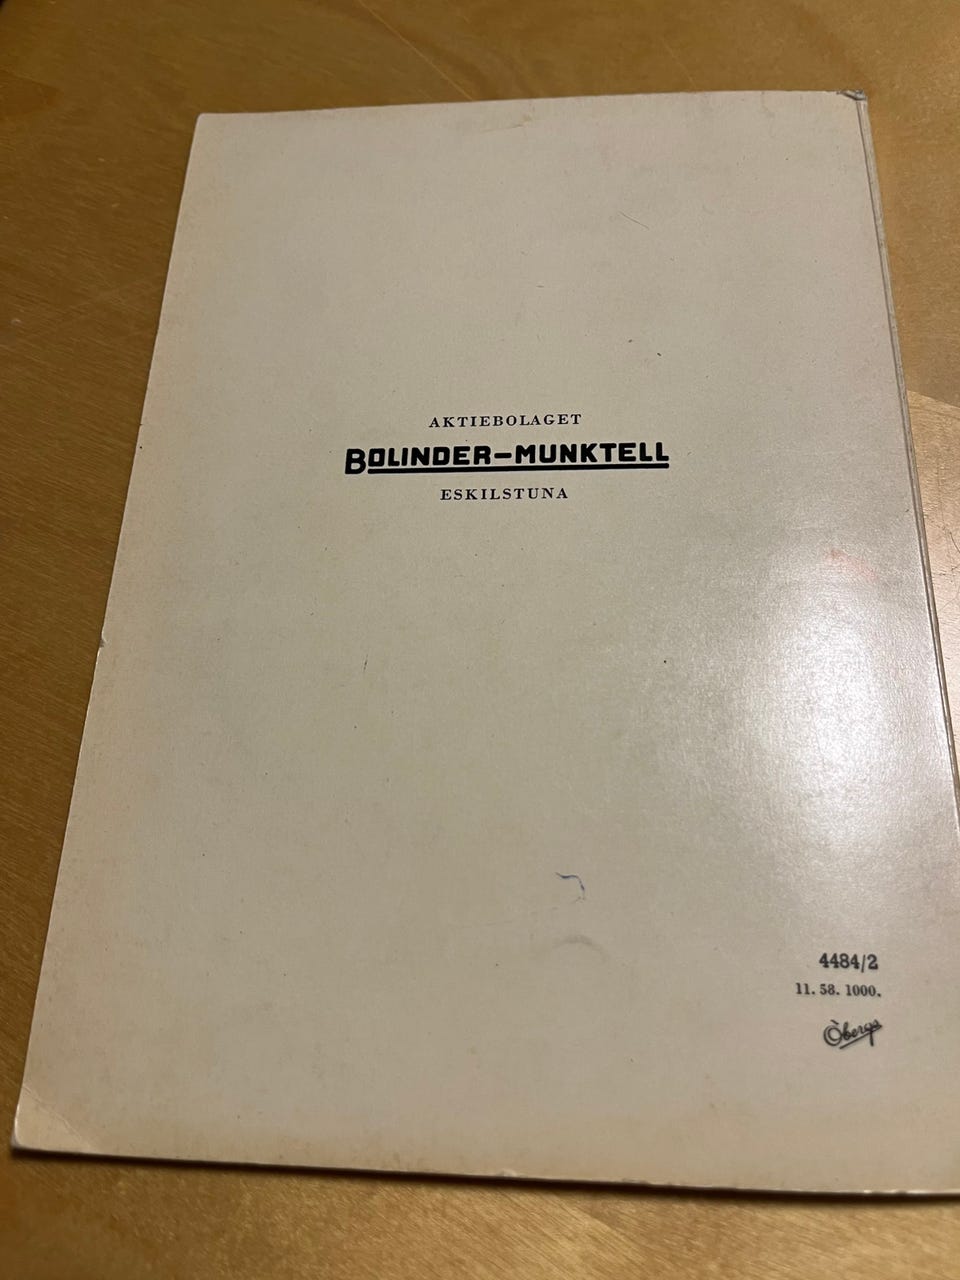 AKTIEBOLAGET
BOLINDER-MUNKTELL
ESKILSTUNA
4484/2
11. 58. 1000.
Öbergs